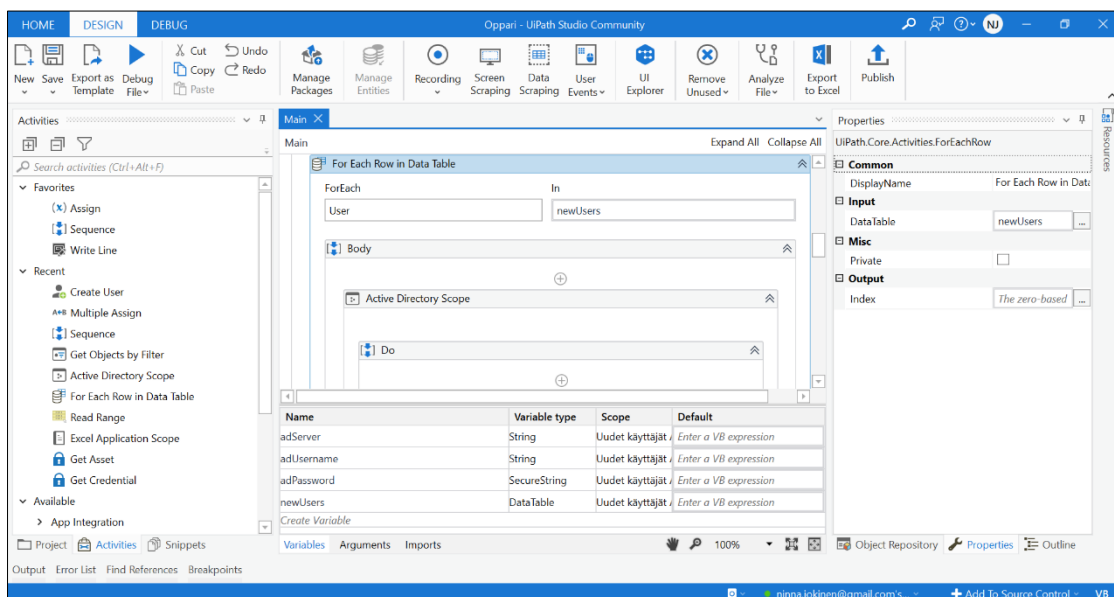 HOME DESIGN DEBUG Oppari - UiPath Studio Community NJ
New Save Export as Template Debug File Cut Copy Paste Undo Redo Manage Packages Manage Entities Recording Screen Scraping Data Scraping User Events UI Explorer Remove Unused Analyze File Export to Excel Publish
Activities
Search activities (Ctrl+Alt+F)
Favorites
Assign
Sequence
Write Line
Recent
Create User
A+B Multiple Assign
Sequence
Get Objects by Filter
Active Directory Scope
For Each Row in Data Table
Read Range
Excel Application Scope
Get Asset
Get Credential
Available
App Integration
Project Activities Snippets
Main
Main Expand All Collapse All
For Each Row in Data Table
ForEach In
User newUsers
Body
Active Directory Scope
Do
Name Variable type Scope Default
adServer String Uudet käyttäjät Enter a VB expression
adUsername String Uudet käyttäjät Enter a VB expression
adPassword SecureString Uudet käyttäjät Enter a VB expression
newUsers DataTable Uudet käyttäjät Enter a VB expression
Create Variable
Variables Arguments Imports 100%
Properties
Resources
UiPath.Core.Activities.ForEachRow
Common
DisplayName For Each Row in Data
Input
DataTable newUsers ...
Misc
Private
Output
Index The zero-based ...
Object Repository Properties Outline
Output Error List Find References Breakpoints
ninna.jokinen@gmail.com's... Add To Source Control VB